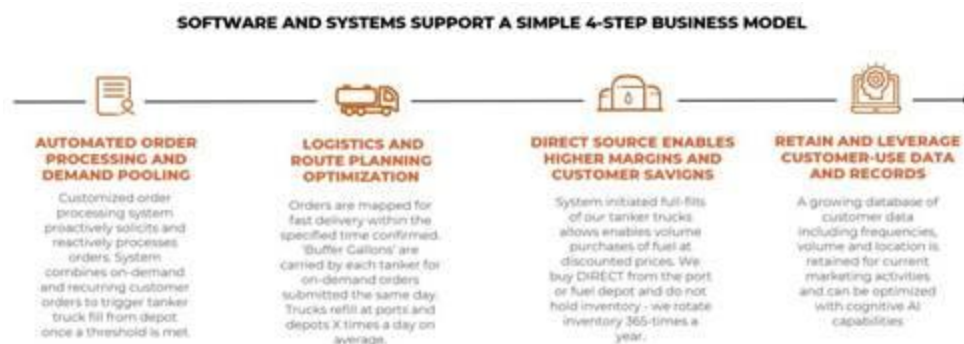 SOFTWARE AND SYSTEMS SUPPORT A SIMPLE 4-STEP BUSINESS MODEL
AUTOMATED ORDER
PROCESSING AND
DEMAND POOLING
Customized order
processing system
proactively solicits and
reactively processes
orders. System
combines on-demand
and recurring customer
orders to trigger tanker
truck fill from depot
once a threshold is met.
LOGISTICS AND
ROUTE PLANNING
OPTIMIZATION
Orders are mapped for
fast delivery within the
specified time confirmed.
'Buffer Gallons' are
carried by each tanker for
on-demand orders
submitted the same day.
Trucks refill at ports and
depots X times a day on
average.
DIRECT SOURCE ENABLES
HIGHER MARGINS AND
CUSTOMER SAVIGNS
System initiated full-fills
of our tanker trucks
allows enables volume
purchases of fuel at
discounted prices. We
buy DIRECT from the port
or fuel depot and do not
hold inventory - we rotate
inventory 365-times a
year.
RETAIN AND LEVERAGE
CUSTOMER-USE DATA
AND RECORDS
A growing database of
customer data
including frequencies,
volume and location is
retained for current
marketing activities
and can be optimized
with cognitive AI
capabilities